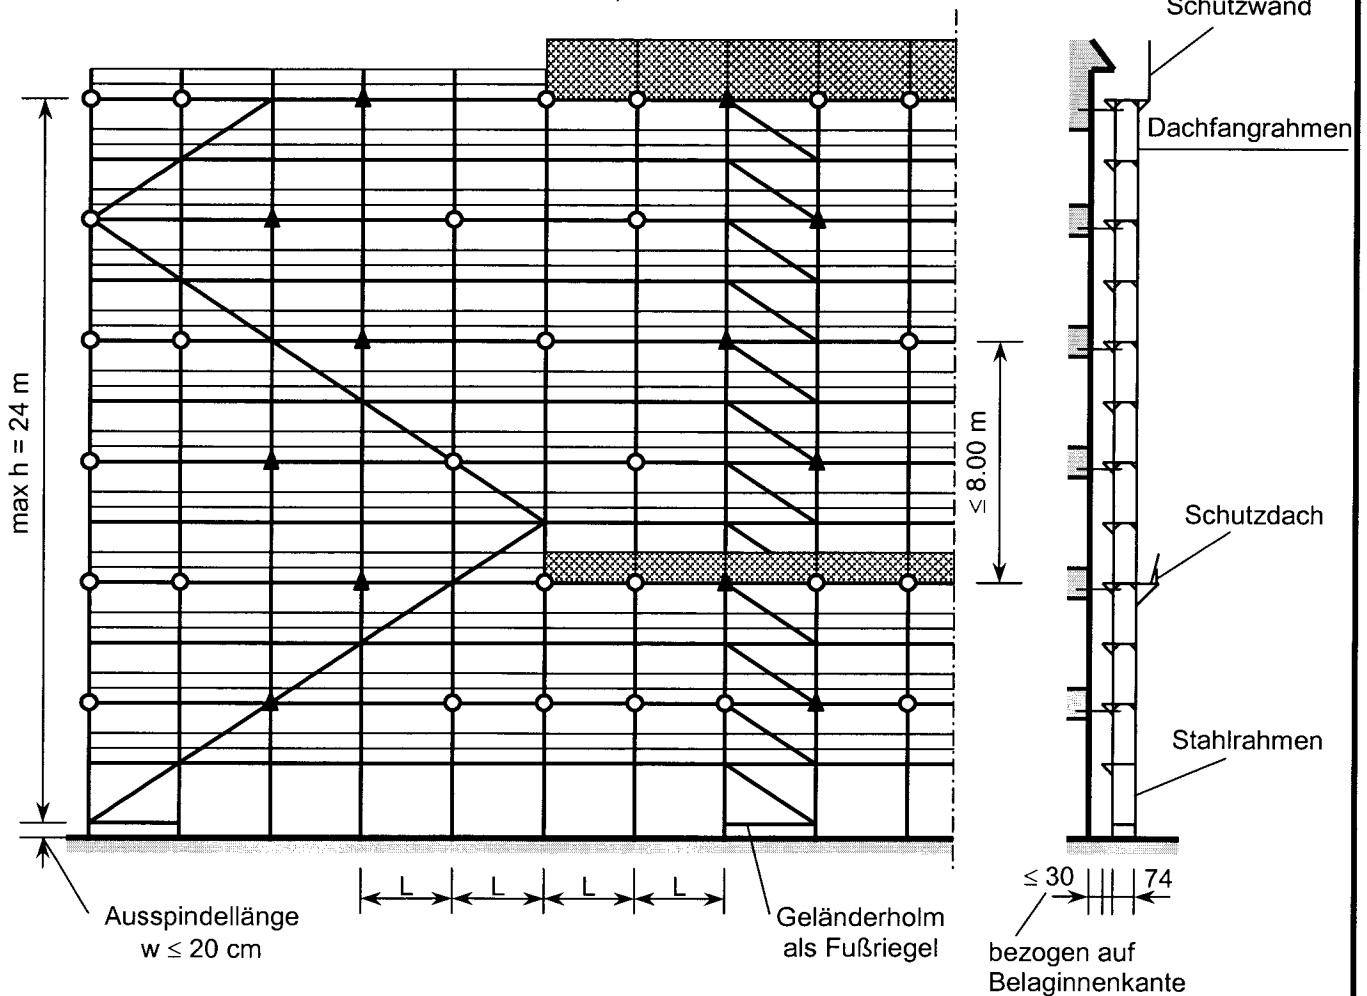 Schutzwand
Dachfangrahmen
max h = 24 m
≤ 8.00 m
Schutzdach
Stahlrahmen
L L L L
≤ 30 74
Ausspindellänge
w ≤ 20 cm
Geländerholm
als Fußriegel
bezogen auf
Belaginnenkante